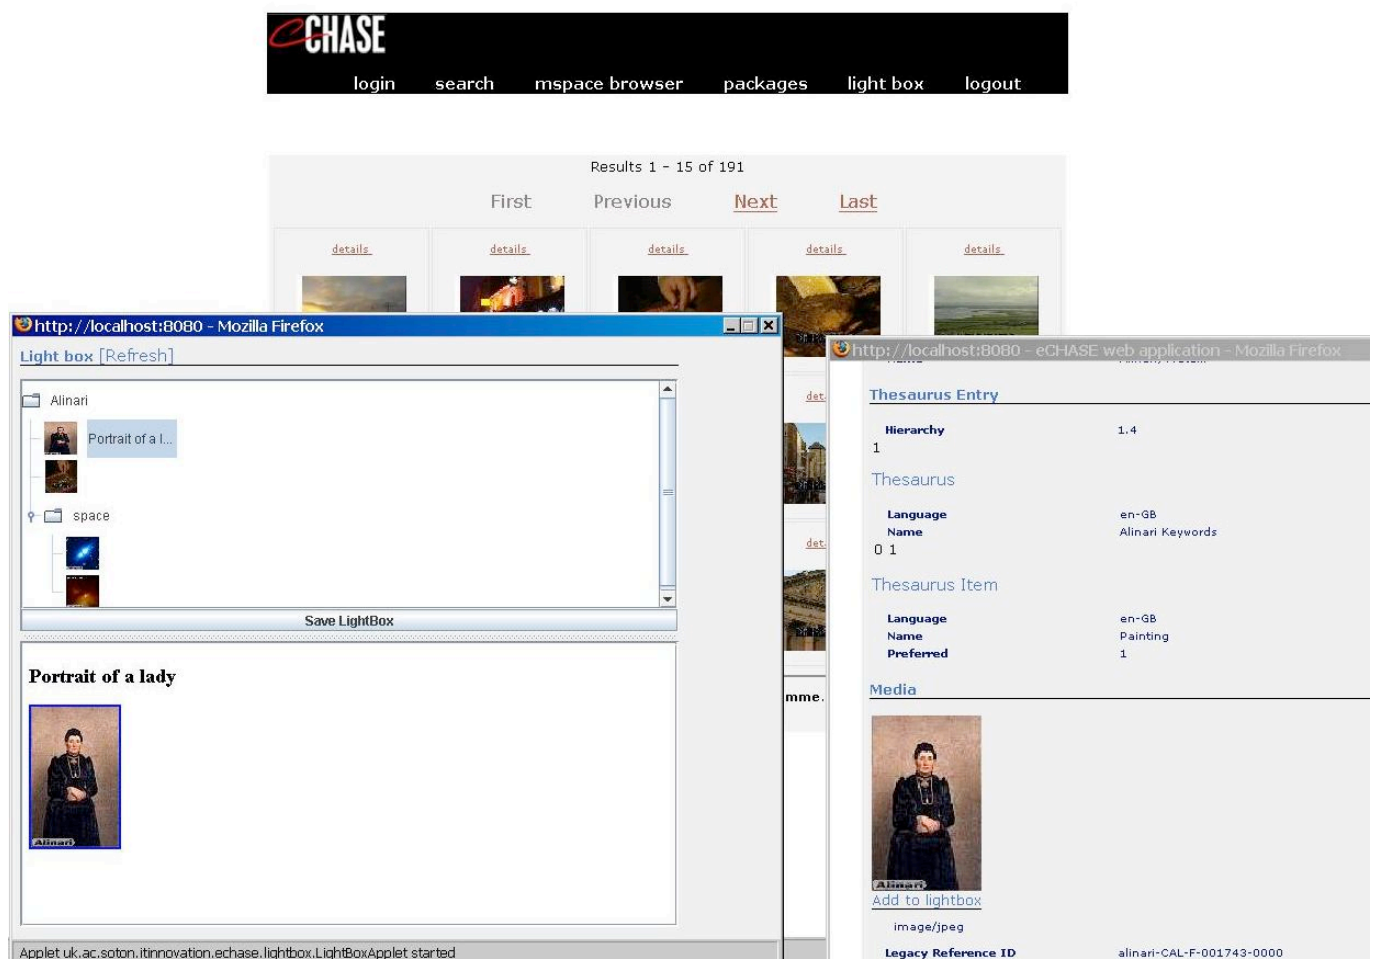 eCHASE
login search mspace browser packages light box logout
Results 1 - 15 of 191
First Previous Next Last
details details details details details
http://localhost:8080 - Mozilla Firefox
Light box [Refresh]
Alinari
Portrait of a l...
space
Save LightBox
Portrait of a lady
Alinari
Applet uk.ac.soton.itinnovation.echase.lightbox.LightBoxApplet started
det
det
mme.
http://localhost:8080 - eCHASE web application - Mozilla Firefox
Thesaurus Entry
Hierarchy 1.4
1
Thesaurus
Language en-GB
Name Alinari Keywords
0 1
Thesaurus Item
Language en-GB
Name Painting
Preferred 1
Media
Alinari
Add to lightbox
image/jpeg
Legacy Reference ID alinari-CAL-F-001743-0000